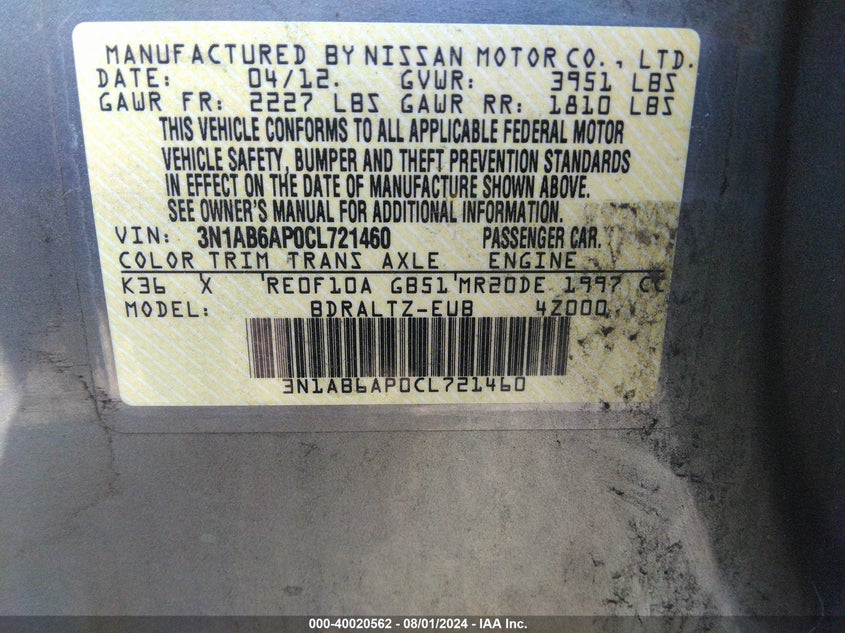 MANUFACTURED BY NISSAN MOTOR CO., LTD.
DATE: 04/12. GVWR: 3951 LBS
GAWR FR: 2227 LBS GAWR RR: 1810 LBS
THIS VEHICLE CONFORMS TO ALL APPLICABLE FEDERAL MOTOR
VEHICLE SAFETY, BUMPER AND THEFT PREVENTION STANDARDS
IN EFFECT ON THE DATE OF MANUFACTURE SHOWN ABOVE.
SEE OWNER'S MANUAL FOR ADDITIONAL INFORMATION.
VIN: 3N1AB6AP0CL721460 PASSENGER CAR.
COLOR TRIM TRANS AXLE ENGINE
K36 X RE0F10A GB51 MR20DE 1997 CC
MODEL: BDRALTZ-EUB 4Z000
3N1AB6AP0CL721460
000-40020562 - 08/01/2024 - IAA Inc.